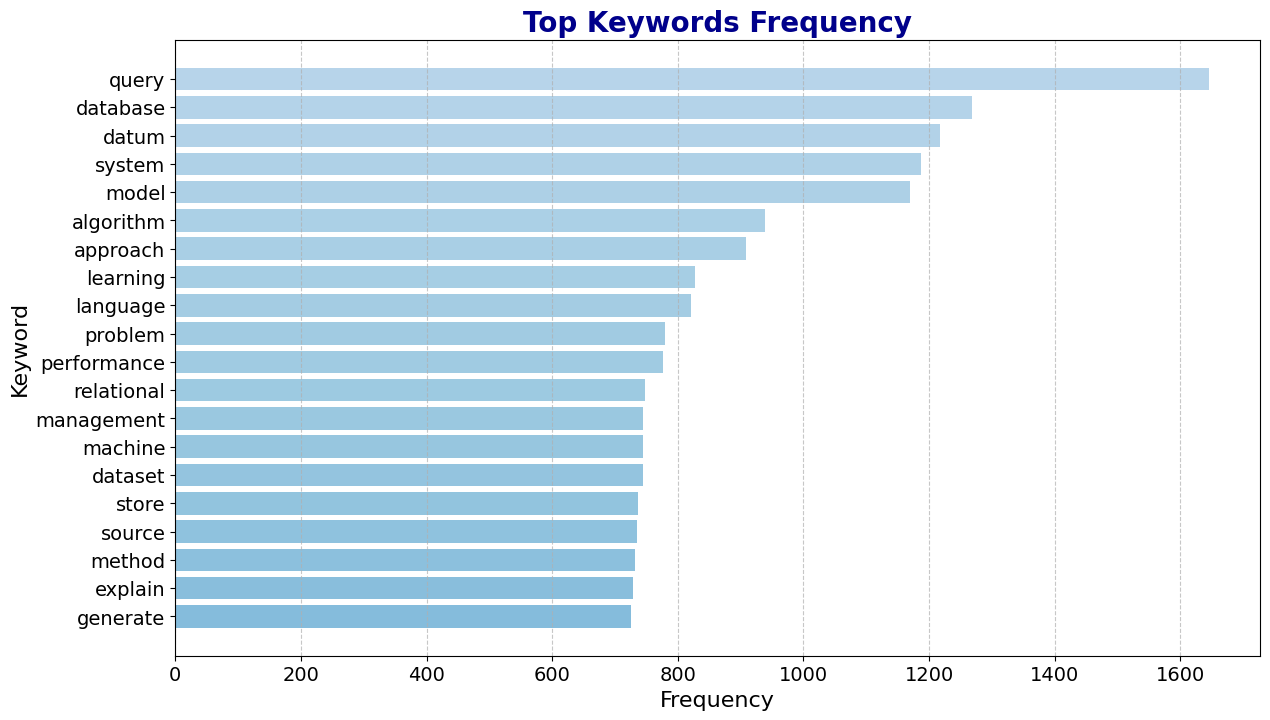 Top Keywords Frequency
query
database
datum
system
model
algorithm
approach
learning
language
problem
performance
relational
management
machine
dataset
store
source
method
explain
generate
Keyword
0 200 400 600 800 1000 1200 1400 1600
Frequency